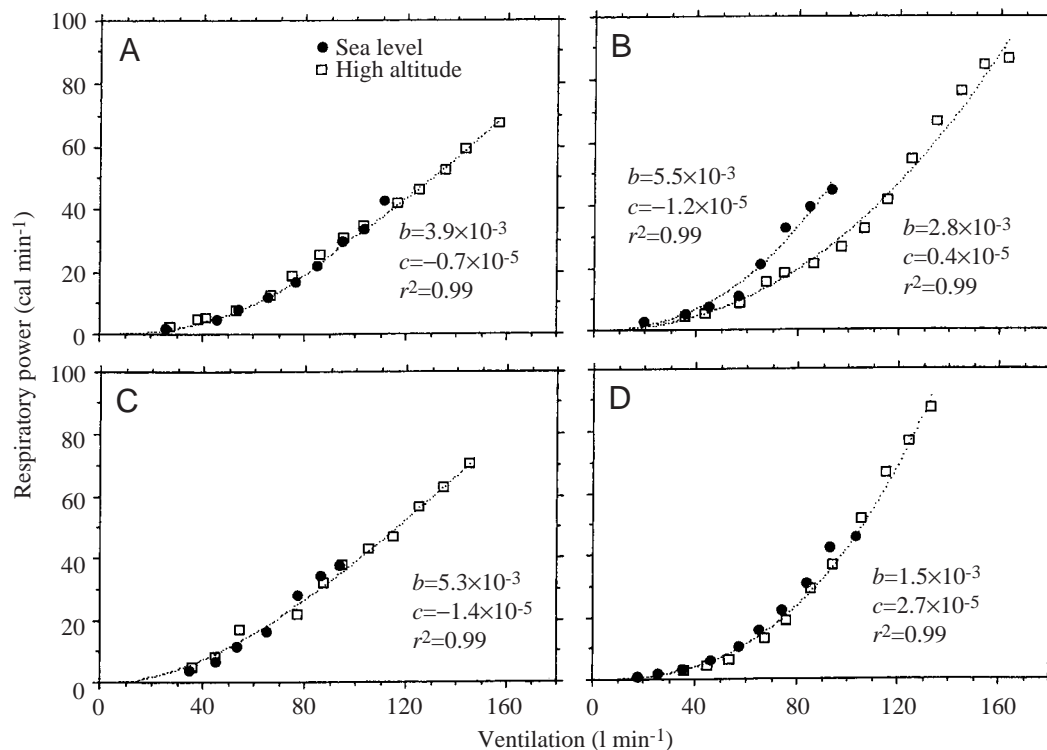 Respiratory power (cal min⁻¹)
100
80
60
40
20
0
A
● Sea level
□ High altitude
b=3.9×10⁻³
c=−0.7×10⁻⁵
r²=0.99
B
b=5.5×10⁻³
c=−1.2×10⁻⁵
r²=0.99
b=2.8×10⁻³
c=0.4×10⁻⁵
r²=0.99
100
80
60
40
20
0
C
b=5.3×10⁻³
c=−1.4×10⁻⁵
r²=0.99
D
b=1.5×10⁻³
c=2.7×10⁻⁵
r²=0.99
0 40 80 120 160 0 40 80 120 160
Ventilation (l min⁻¹)